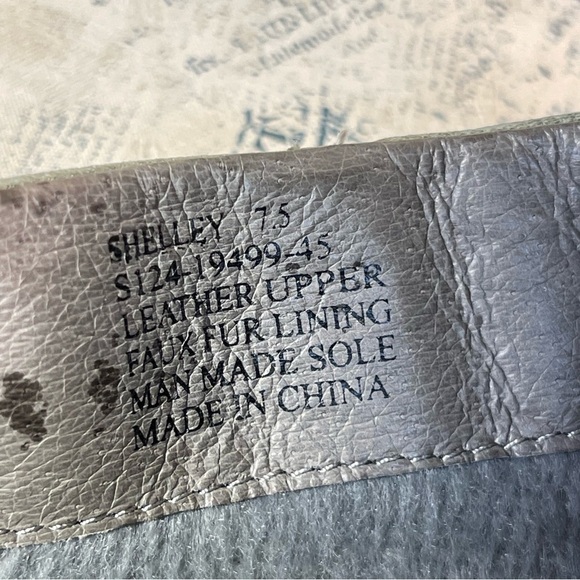 SHELLEY 7.5
S124-19499-45
LEATHER UPPER
FAUX FUR LINING
MAN MADE SOLE
MADE IN CHINA